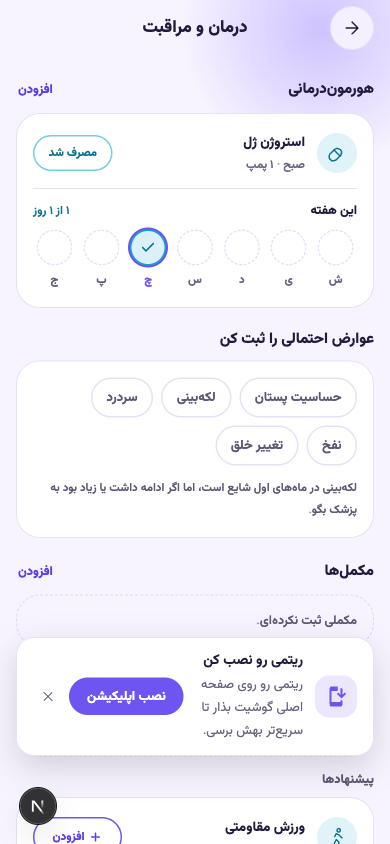 درمان و مراقبت
هورمون‌درمانی
افزودن
استروژن ژل
صبح · ۱ پمپ
مصرف شد
این هفته
۱ از ۱ روز
ش ی د س چ پ ج
عوارض احتمالی را ثبت کن
حساسیت پستان
لکه‌بینی
سردرد
نفخ
تغییر خلق
لکه‌بینی در ماه‌های اول شایع است، اما اگر ادامه داشت یا زیاد بود به
پزشک بگو.
مکمل‌ها
افزودن
مکملی ثبت نکرده‌ای.
ریتمی رو نصب کن
ریتمی رو روی صفحه
اصلی گوشیت بذار تا
سریع‌تر بهش برسی.
نصب اپلیکیشن
پیشنهادها
ورزش مقاومتی
+ افزودن
N